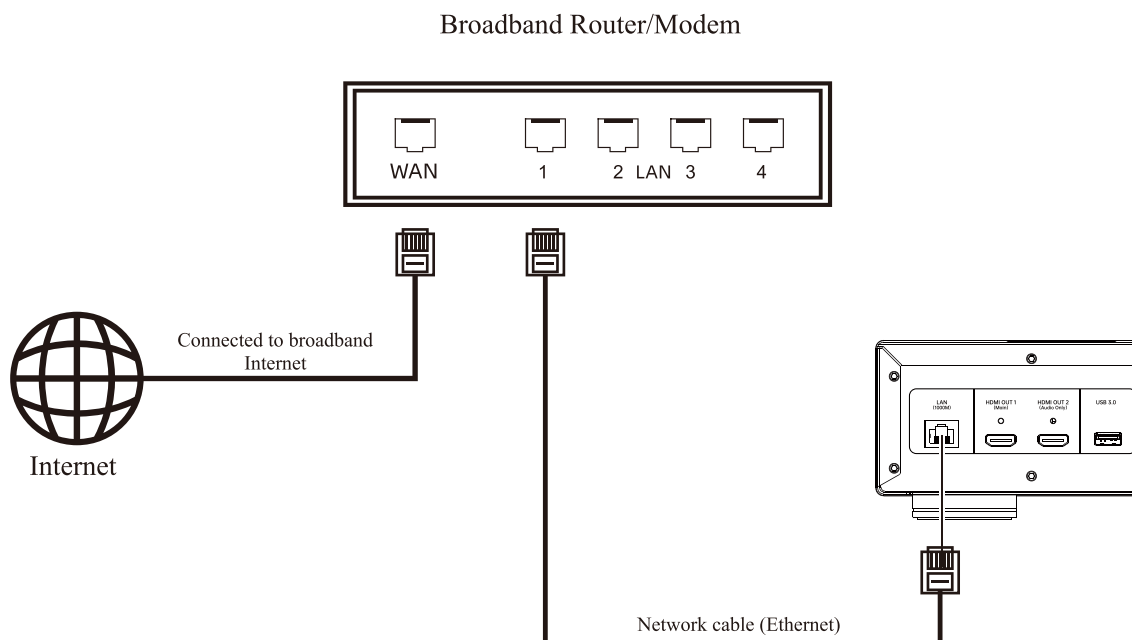 Broadband Router/Modem
WAN
1
2 LAN 3
4
Connected to broadband
Internet
Internet
LAN
(1000M)
HDMI OUT 1
(Main)
HDMI OUT 2
(Audio Only)
USB 3.0
Network cable (Ethernet)